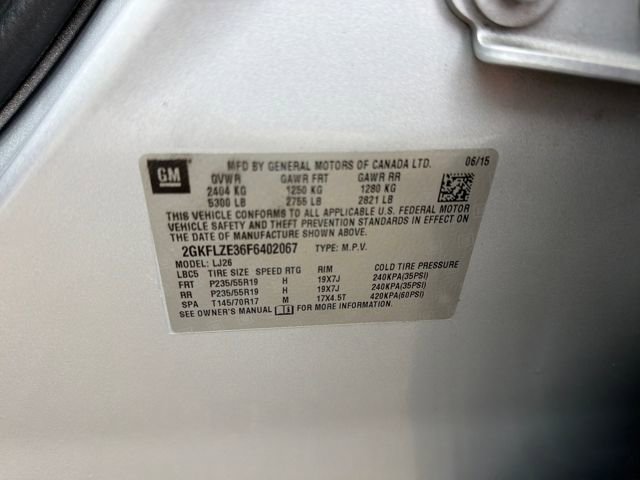 GM
MFD BY GENERAL MOTORS OF CANADA LTD. 06/15
GVWR GAWR FRT GAWR RR
2404 KG 1250 KG 1280 KG
5300 LB 2756 LB 2821 LB
THIS VEHICLE CONFORMS TO ALL APPLICABLE U.S. FEDERAL MOTOR
VEHICLE SAFETY, BUMPER, AND THEFT PREVENTION STANDARDS IN
EFFECT ON THE DATE OF MANUFACTURE SHOWN ABOVE.
2GKFLZE36F6402067 TYPE: M.P.V.
MODEL: LJ26
LBC5 TIRE SIZE SPEED RTG RIM COLD TIRE PRESSURE
FRT P235/55R19 H 19X7J 240KPA(35PSI)
RR P235/55R19 H 19X7J 240KPA(35PSI)
SPA T145/70R17 M 17X4.5T 420KPA(60PSI)
SEE OWNER'S MANUAL FOR MORE INFORMATION.